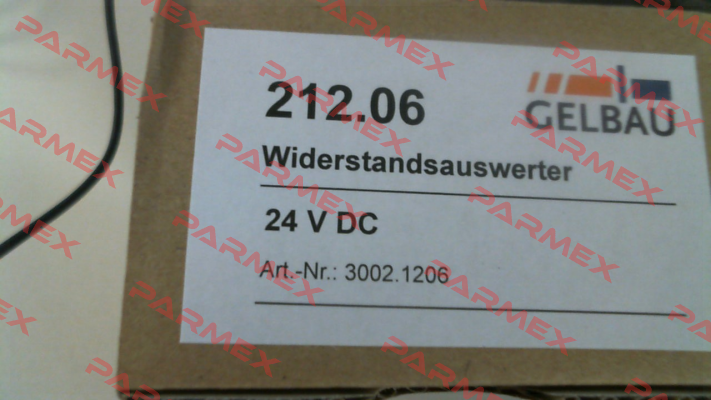 212.06
GELBAU
Widerstandsauswerter
24 V DC
Art.-Nr.: 3002.1206
PARMEX